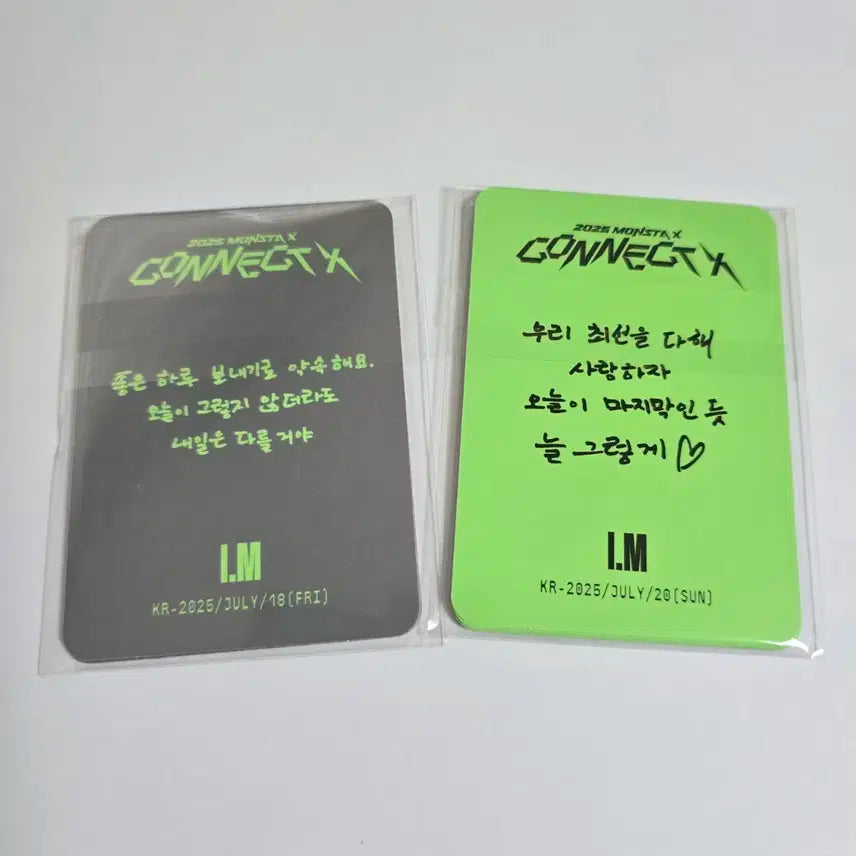 2025 MONSTA X
CONNECT X
좋은 하루 보내기로 약속해요.
오늘이 그렇지 않더라도
내일은 다를 거야
I.M
KR-2025/JULY/18(FRI)
2025 MONSTA X
CONNECT X
우리 최선을 다해
사랑하자
오늘이 마지막인 듯
늘 그렇게♡
I.M
KR-2025/JULY/20(SUN)